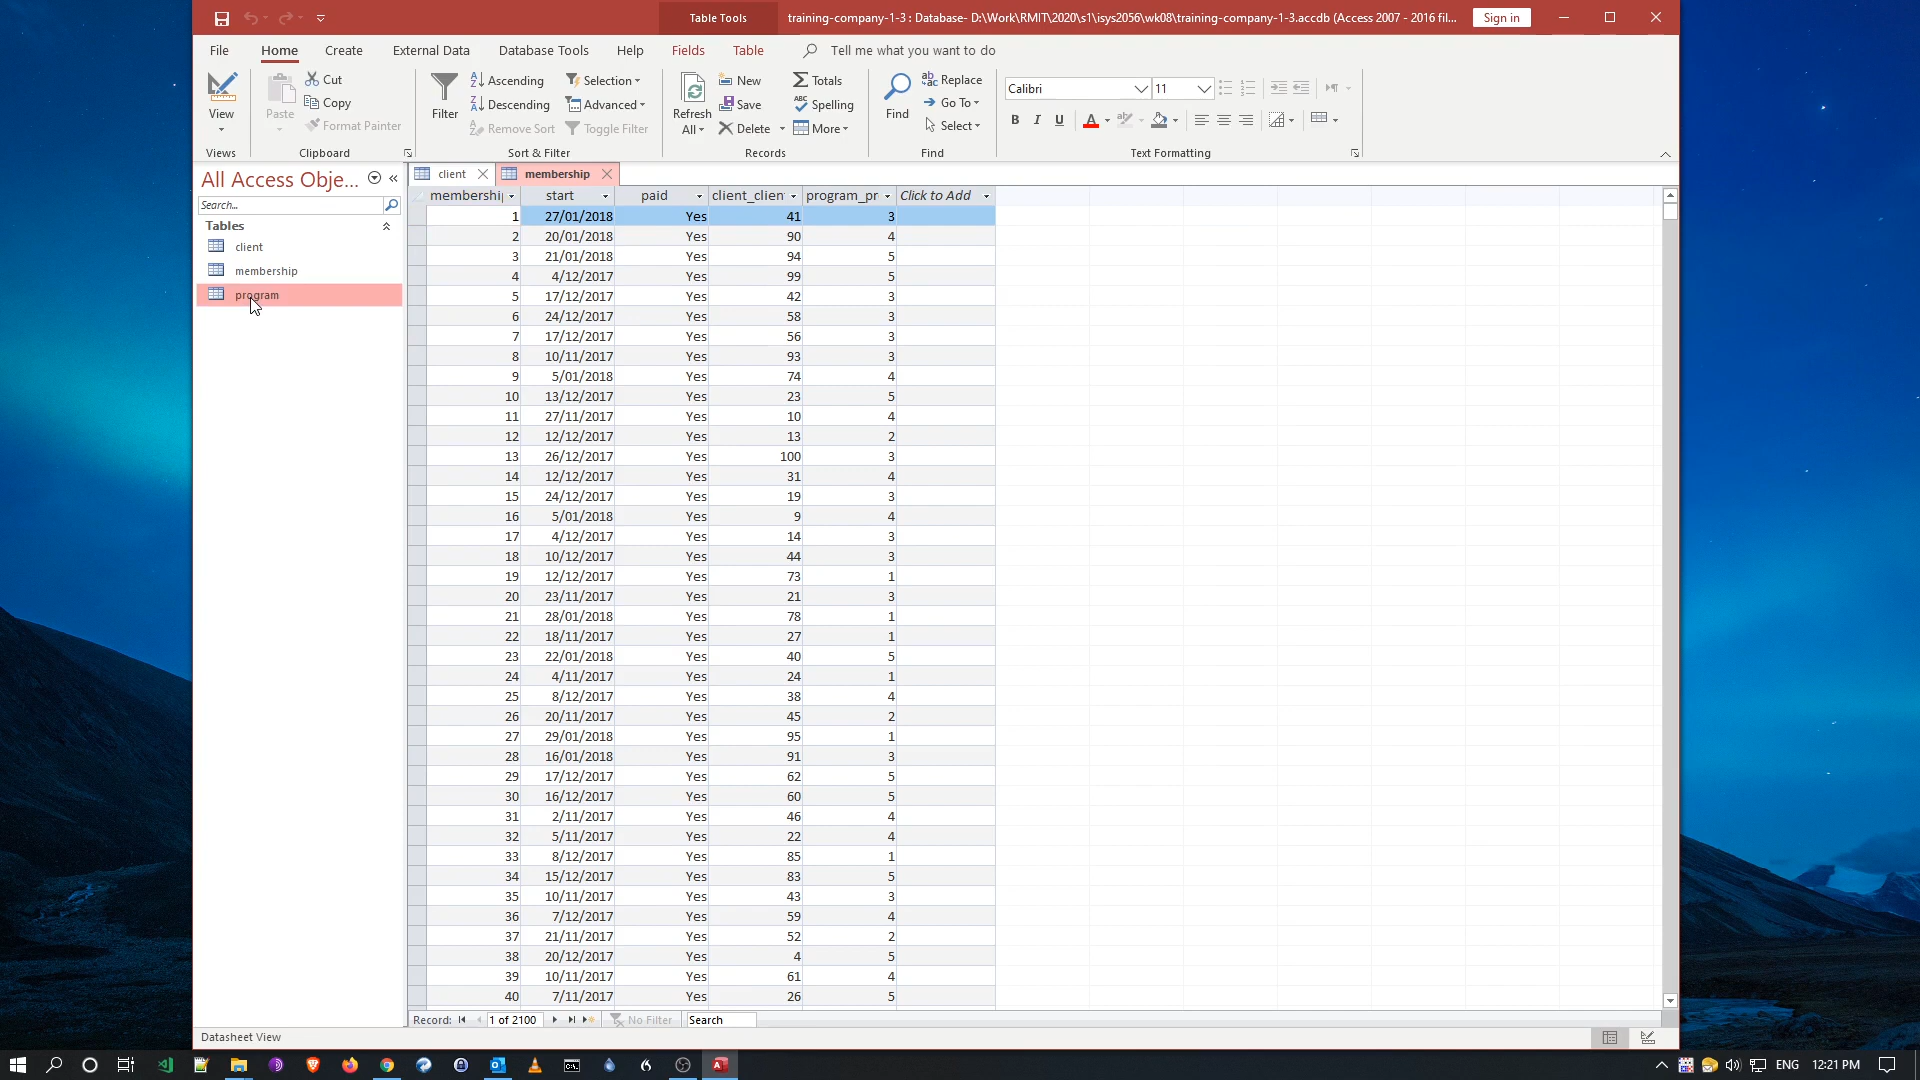 Table Tools
training-company-1-3 : Database- D:\Work\RMIT\2020\s1\isys2056\wk08\training-company-1-3.accdb (Access 2007 - 2016 fil...
Sign in
File Home Create External Data Database Tools Help Fields Table Tell me what you want to do
View
Views
Paste
Cut
Copy
Format Painter
Clipboard
Filter
Ascending
Descending
Remove Sort
Selection
Advanced
Toggle Filter
Sort & Filter
Refresh
All
New
Save
Delete
Totals
Spelling
More
Records
Find
Replace
Go To
Select
Find
Calibri 11
B I U
Text Formatting
All Access Obje...
Search...
Tables
client
membership
program
client membership
membershi start paid client_clien program_pr Click to Add
1 27/01/2018 Yes 41 3
2 20/01/2018 Yes 90 4
3 21/01/2018 Yes 94 5
4 4/12/2017 Yes 99 5
5 17/12/2017 Yes 42 3
6 24/12/2017 Yes 58 3
7 17/12/2017 Yes 56 3
8 10/11/2017 Yes 93 3
9 5/01/2018 Yes 74 4
10 13/12/2017 Yes 23 5
11 27/11/2017 Yes 10 4
12 12/12/2017 Yes 13 2
13 26/12/2017 Yes 100 3
14 12/12/2017 Yes 31 4
15 24/12/2017 Yes 19 3
16 5/01/2018 Yes 9 4
17 4/12/2017 Yes 14 3
18 10/12/2017 Yes 44 3
19 12/12/2017 Yes 73 1
20 23/11/2017 Yes 21 3
21 28/01/2018 Yes 78 1
22 18/11/2017 Yes 27 1
23 22/01/2018 Yes 40 5
24 4/11/2017 Yes 24 1
25 8/12/2017 Yes 38 4
26 20/11/2017 Yes 45 2
27 29/01/2018 Yes 95 1
28 16/01/2018 Yes 91 3
29 17/12/2017 Yes 62 5
30 16/12/2017 Yes 60 5
31 2/11/2017 Yes 46 4
32 5/11/2017 Yes 22 4
33 8/12/2017 Yes 85 1
34 15/12/2017 Yes 83 5
35 10/11/2017 Yes 43 3
36 7/12/2017 Yes 59 4
37 21/11/2017 Yes 52 2
38 20/12/2017 Yes 4 5
39 10/11/2017 Yes 61 4
40 7/11/2017 Yes 26 5
Record: 1 of 2100 No Filter Search
Datasheet View
ENG 12:21 PM